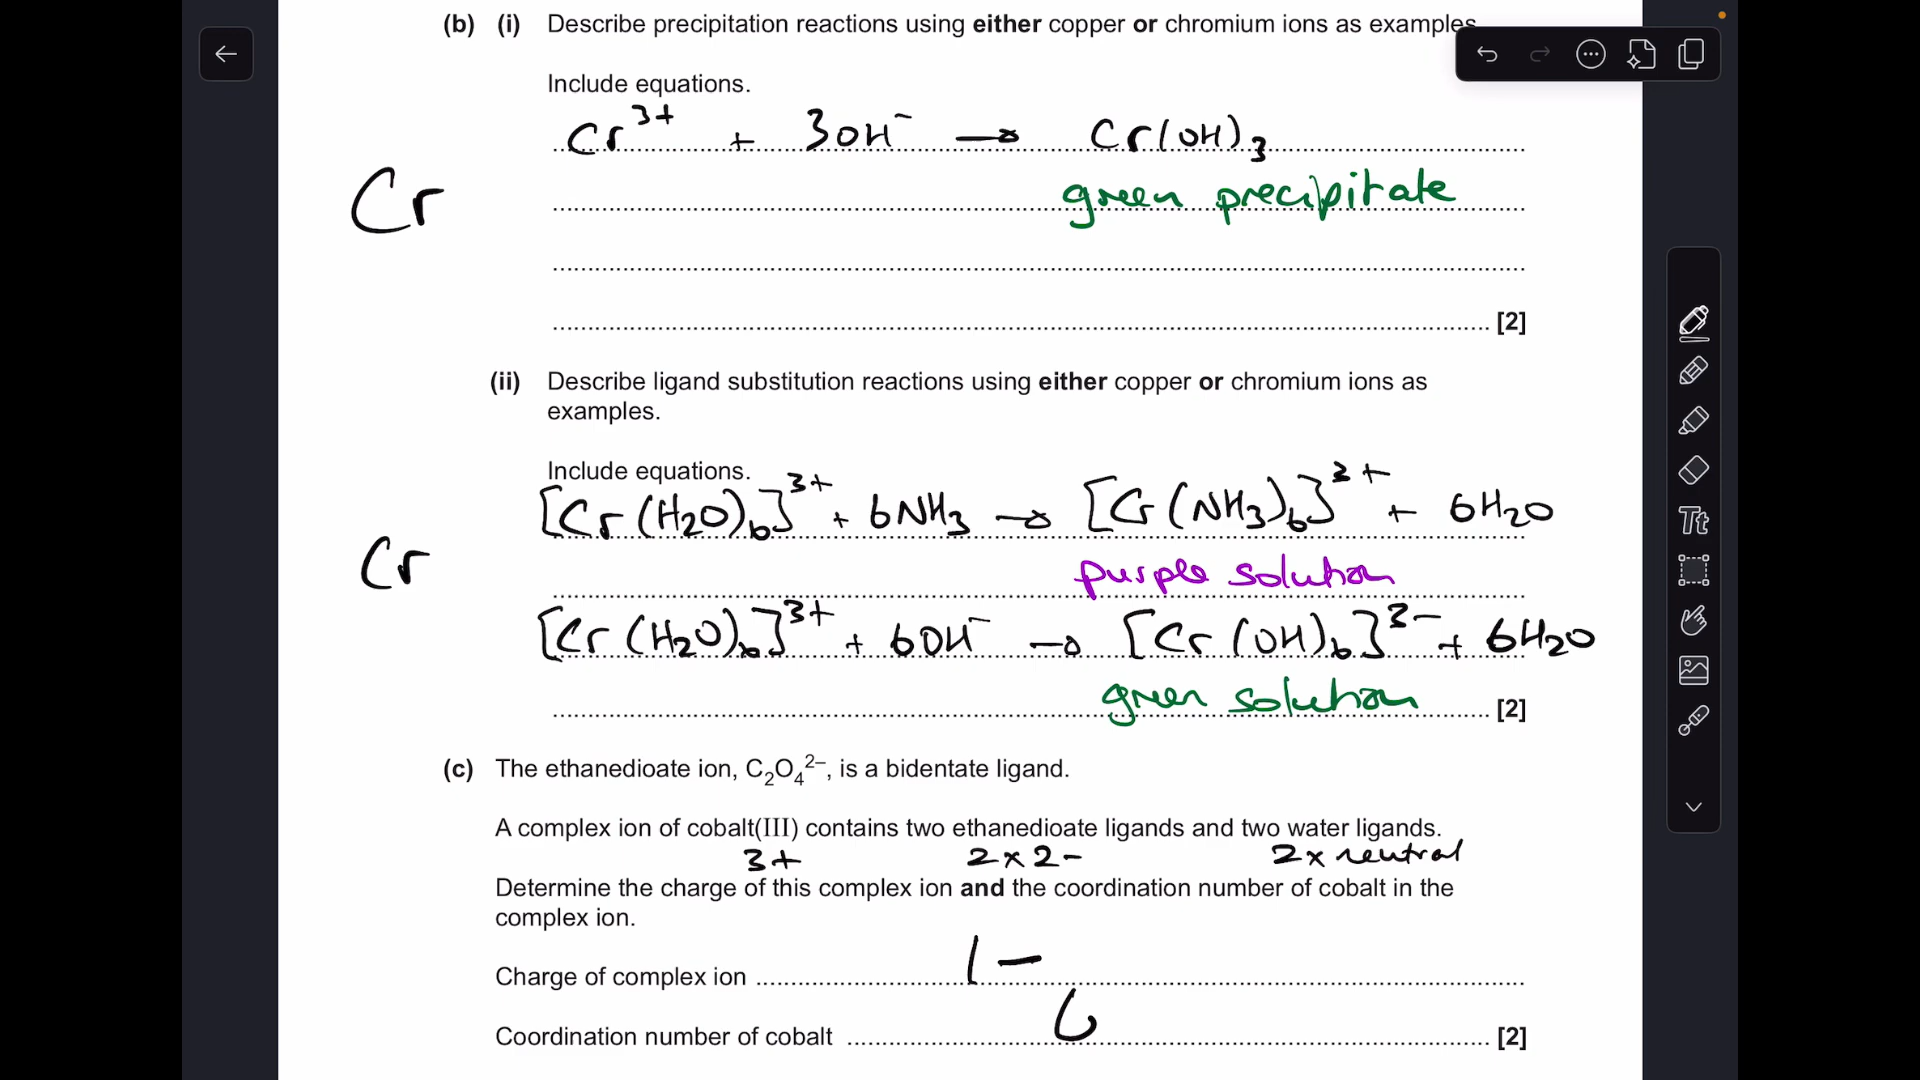 (b) (i) Describe precipitation reactions using either copper or chromium ions as examples
Include equations.
Cr³⁺ + 3OH⁻ → Cr(OH)₃
Cr
green precipitate
[2]
(ii) Describe ligand substitution reactions using either copper or chromium ions as
examples.
Include equations.
[Cr(H₂O)₆]³⁺ + 6NH₃ → [Cr(NH₃)₆]³⁺ + 6H₂O
Cr
purple solution
[Cr(H₂O)₆]³⁺ + 6OH⁻ → [Cr(OH)₆]³⁻ + 6H₂O
green solution [2]
(c) The ethanedioate ion, C₂O₄²⁻, is a bidentate ligand.
A complex ion of cobalt(III) contains two ethanedioate ligands and two water ligands.
3+ 2×2- 2×neutral
Determine the charge of this complex ion and the coordination number of cobalt in the
complex ion.
Charge of complex ion 1-
Coordination number of cobalt 6 [2]
Tt